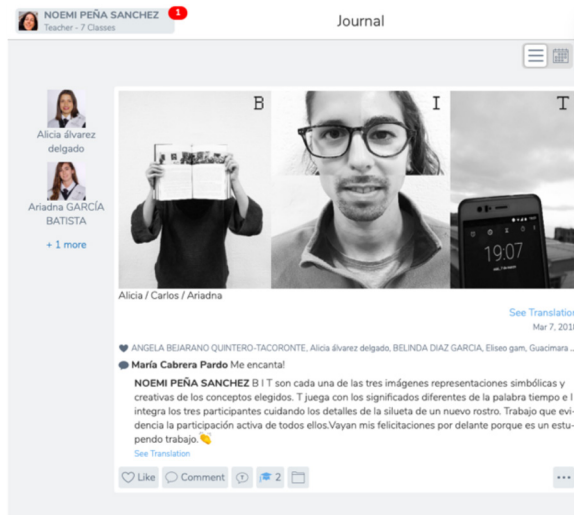 NOEMI PEÑA SANCHEZ
1
Teacher - 7 Classes
Journal
Alicia álvarez
delgado
Ariadna GARCÍA
BATISTA
+ 1 more
B I T
19:07
Alicia / Carlos / Ariadna
See Translation
Mar 7, 201
ANGELA BEJARANO QUINTERO-TACORONTE, Alicia álvarez delgado, BELINDA DIAZ GARCIA, Eliseo gam, Guacimara ...
María Cabrera Pardo Me encanta!
NOEMI PEÑA SANCHEZ B I T son cada una de las tres imágenes representaciones simbólicas y
creativas de los conceptos elegidos. T juega con los significados diferentes de la palabra tiempo e I
integra los tres participantes cuidando los detalles de la silueta de un nuevo rostro. Trabajo que evi-
dencia la participación activa de todos ellos.Vayan mis felicitaciones por delante porque es un estu-
pendo trabajo.👏
See Translation
Like Comment 2 ...